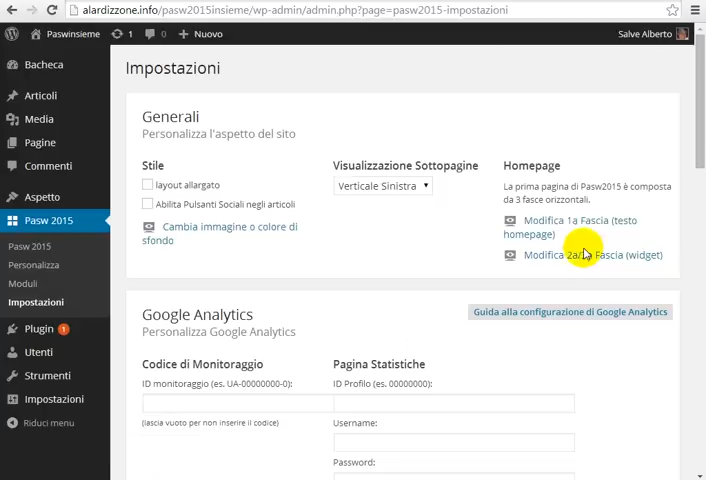 alardizzone.info/pasw2015insieme/wp-admin/admin.php?page=pasw2015-impostazioni
Paswinsieme
1
0
Nuovo
Salve Alberto
Bacheca
Articoli
Media
Pagine
Commenti
Aspetto
Pasw 2015
Pasw 2015
Personalizza
Moduli
Impostazioni
Plugin 1
Utenti
Strumenti
Impostazioni
Riduci menu
Impostazioni
Generali
Personalizza l'aspetto del sito
Stile
layout allargato
Abilita Pulsanti Sociali negli articoli
Cambia immagine o colore di
sfondo
Visualizzazione Sottopagine
Verticale Sinistra
Homepage
La prima pagina di Pasw2015 è composta
da 3 fasce orizzontali.
Modifica 1a Fascia (testo
homepage)
Modifica 2a/3a Fascia (widget)
Google Analytics
Personalizza Google Analytics
Guida alla configurazione di Google Analytics
Codice di Monitoraggio
ID monitoraggio (es. UA-00000000-0):
(lascia vuoto per non inserire il codice)
Pagina Statistiche
ID Profilo (es. 00000000):
Username:
Password: